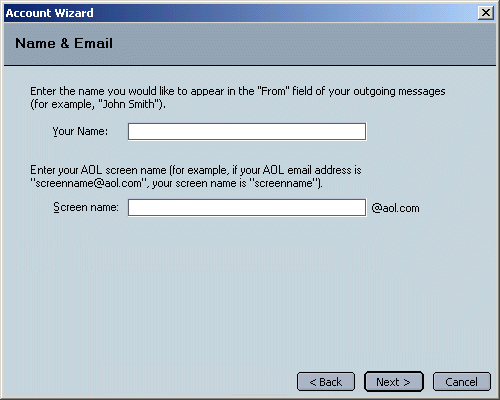 Account Wizard
Name & Email
Enter the name you would like to appear in the "From" field of your outgoing messages
(for example, "John Smith").
Your Name:
Enter your AOL screen name (for example, if your AOL email address is
"screenname@aol.com", your screen name is "screenname").
Screen name: @aol.com
< Back Next > Cancel